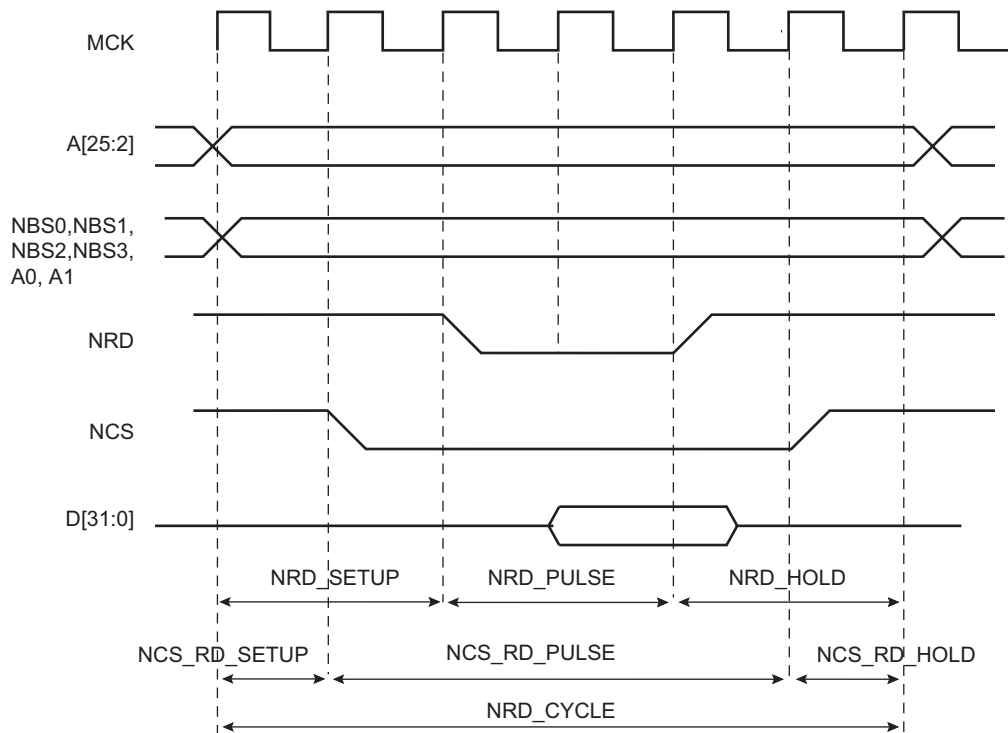 MCK
A[25:2]
NBS0,NBS1,
NBS2,NBS3,
A0, A1
NRD
NCS
D[31:0]
NRD_SETUP
NRD_PULSE
NRD_HOLD
NCS_RD_SETUP
NCS_RD_PULSE
NCS_RD_HOLD
NRD_CYCLE